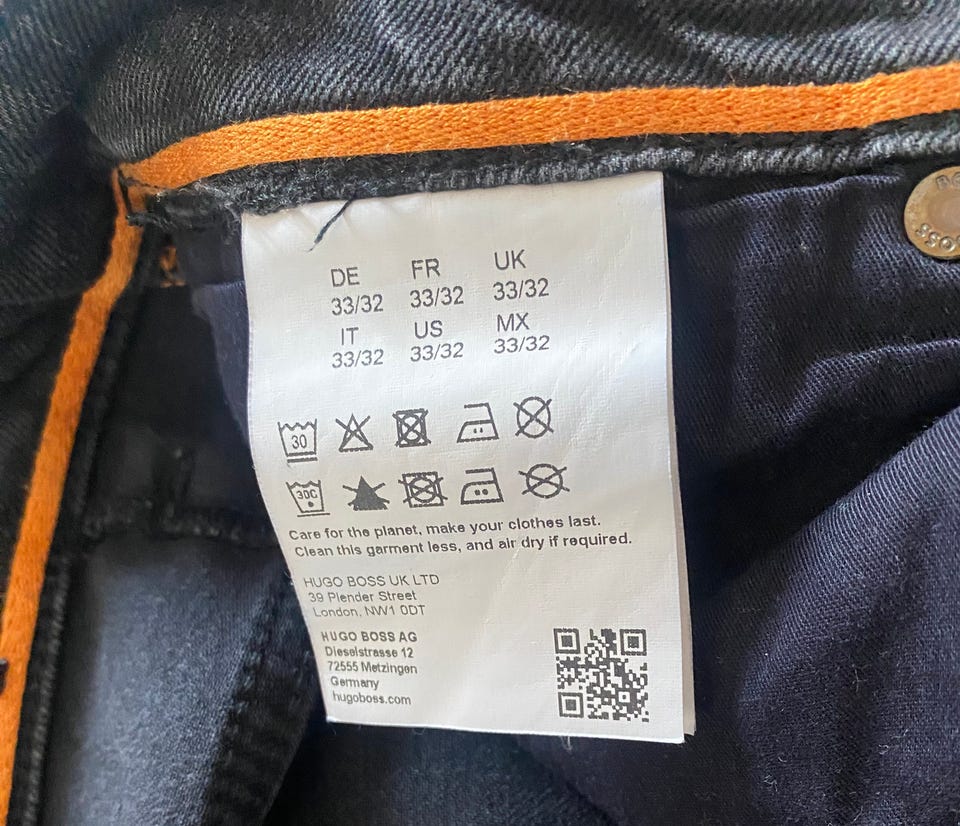 DE FR UK
33/32 33/32 33/32
IT US MX
33/32 33/32 33/32
30
30C
Care for the planet, make your clothes last.
Clean this garment less, and air dry if required.
HUGO BOSS UK LTD
39 Plender Street
London, NW1 0DT
HUGO BOSS AG
Dieselstrasse 12
72555 Metzingen
Germany
hugoboss.com